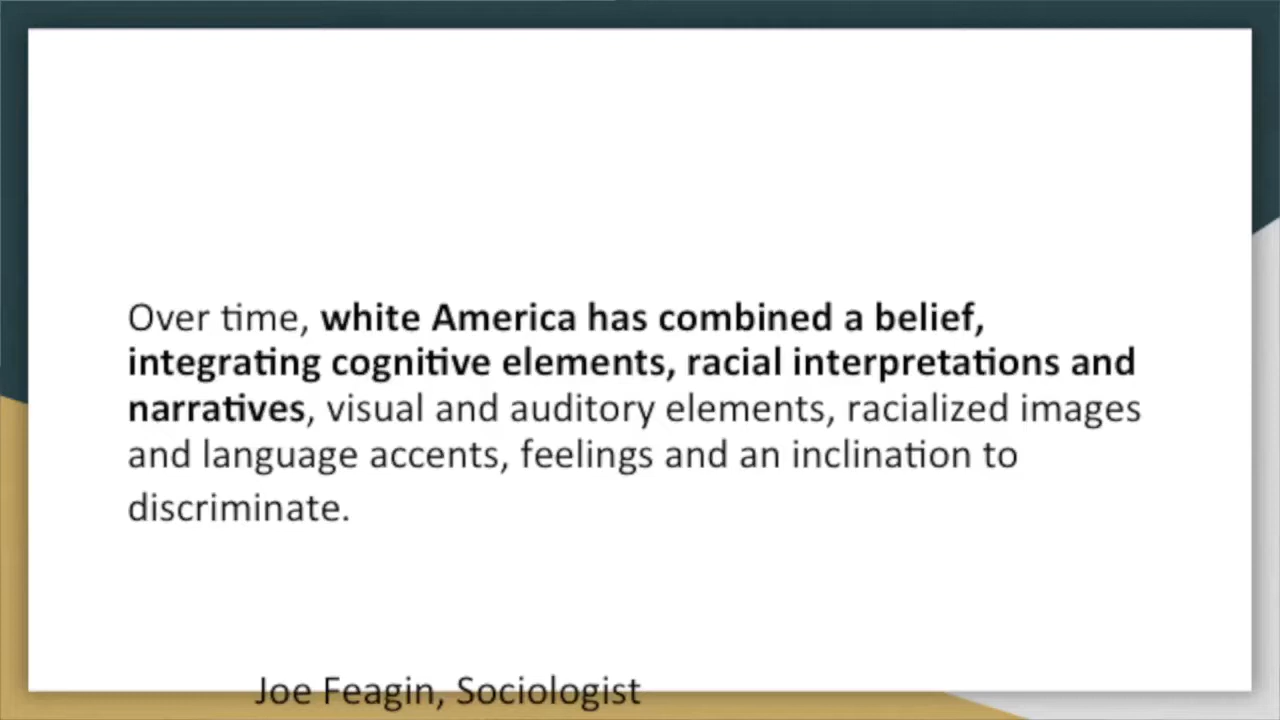 Over time, white America has combined a belief,
integrating cognitive elements, racial interpretations and
narratives, visual and auditory elements, racialized images
and language accents, feelings and an inclination to
discriminate.
Joe Feagin, Sociologist